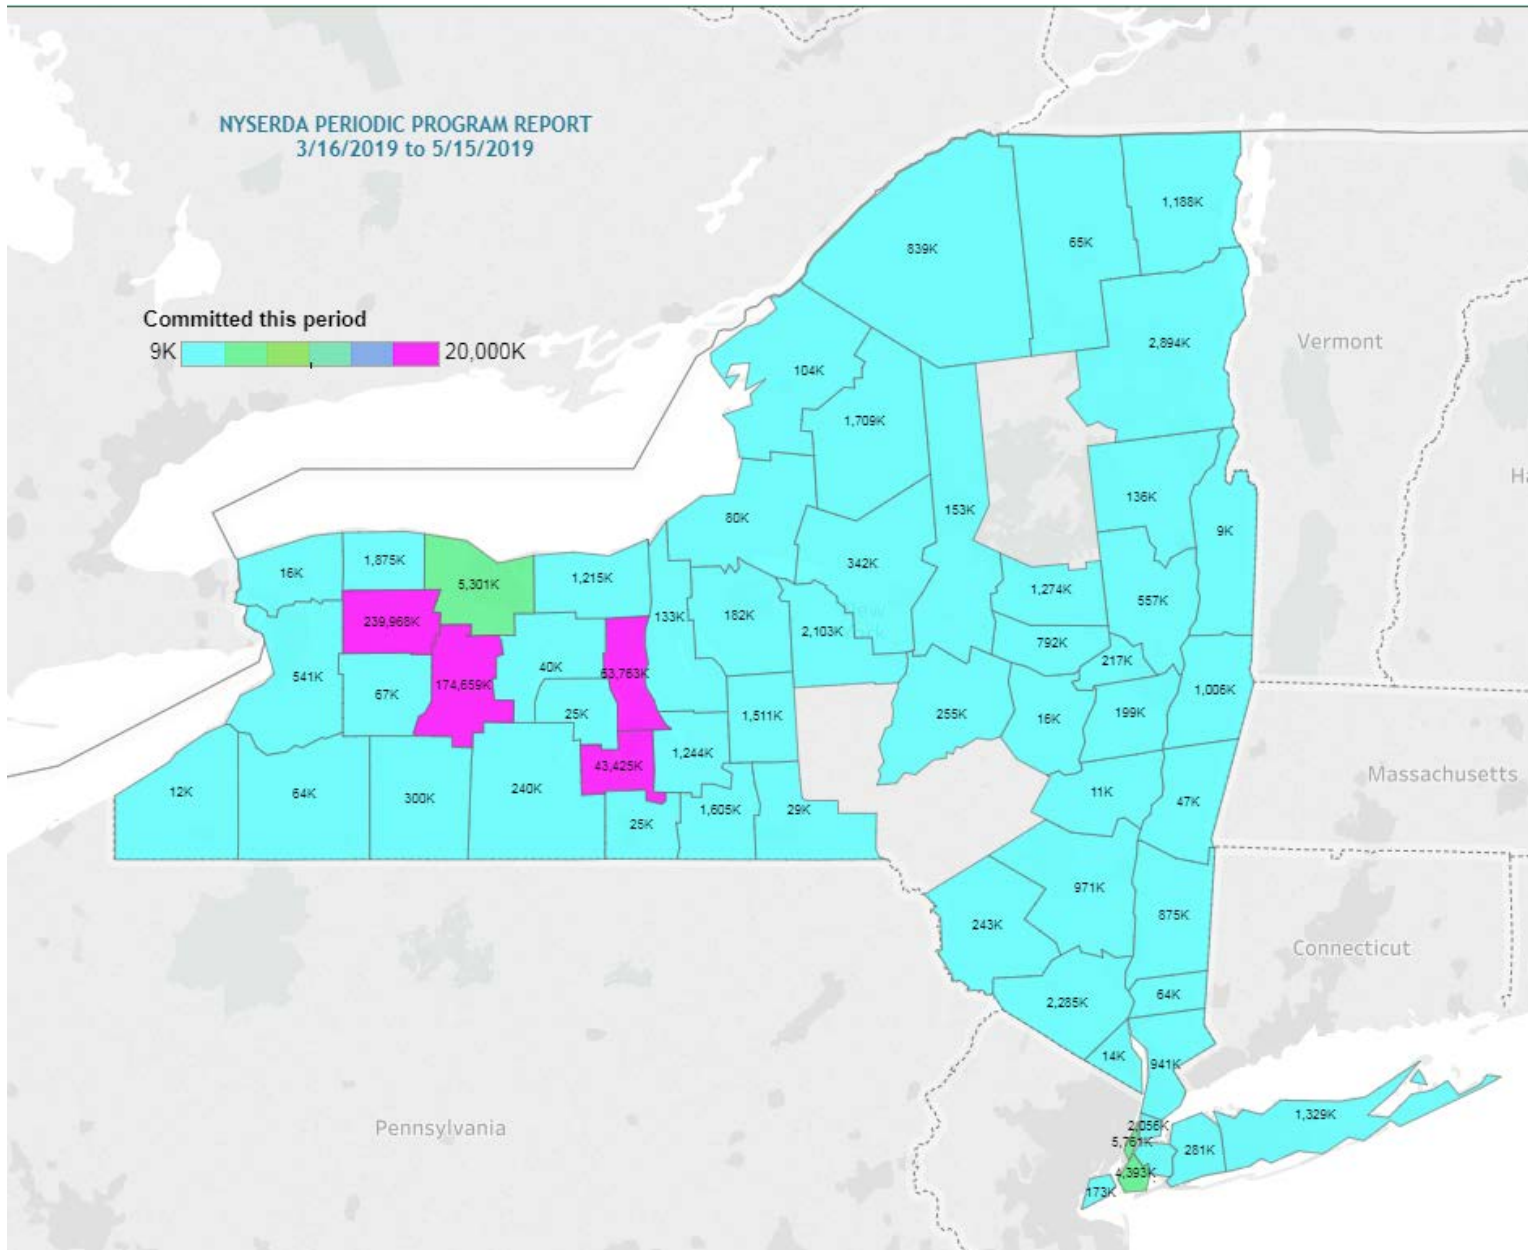 NYSERDA PERIODIC PROGRAM REPORT
3/16/2019 to 5/15/2019
Committed this period
9K 20,000K
1,188K
839K
65K
Vermont
2,894K
104K
1,709K
136K
153K
80K
9K
342K
1,875K
16K
5,301K
1,215K
1,274K
557K
133K
182K
239,968K
2,103K
792K
217K
40K
541K
63,763K
174,659K
67K
1,006K
25K
1,511K
255K
16K
199K
1,244K
43,425K
Massachusetts
240K
12K
64K
300K
11K
47K
1,605K
29K
25K
971K
875K
243K
Connecticut
64K
2,285K
14K
941K
1,329K
Pennsylvania
2,056K
5,761K
281K
4,393K
173K